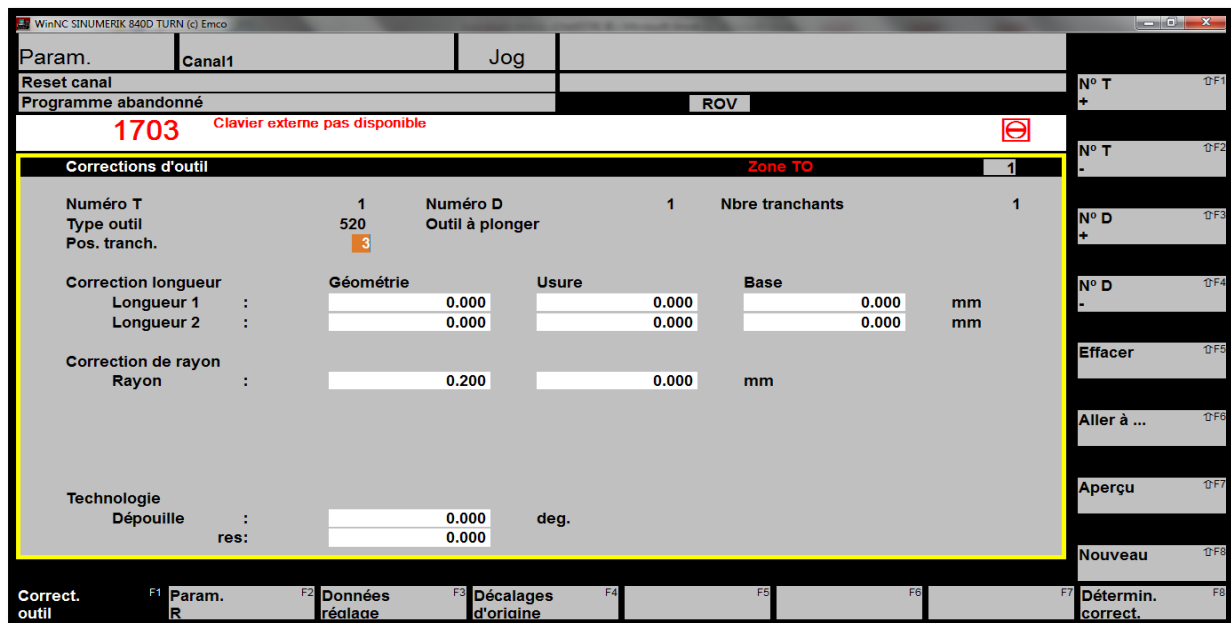 WinNC SINUMERIK 840D TURN (c) Emco
Param. Canal1 Jog
Reset canal
Programme abandonné ROV
1703 Clavier externe pas disponible
Corrections d'outil Zone TO 1
Numéro T 1 Numéro D 1 Nbre tranchants 1
Type outil 520 Outil à plonger
Pos. tranch. 3
Correction longueur Géométrie Usure Base
Longueur 1 : 0.000 0.000 0.000 mm
Longueur 2 : 0.000 0.000 0.000 mm
Correction de rayon
Rayon : 0.200 0.000 mm
Technologie
Dépouille : 0.000 deg.
res: 0.000
N° T ⇧F1
+
N° T ⇧F2
-
N° D ⇧F3
+
N° D ⇧F4
-
Effacer ⇧F5
Aller à ... ⇧F6
Aperçu ⇧F7
Nouveau ⇧F8
Correct. F1
outil
Param. F2
R
Données F3
réglage
Décalages F4
d'origine
F5
F6
F7
Détermin. F8
correct.